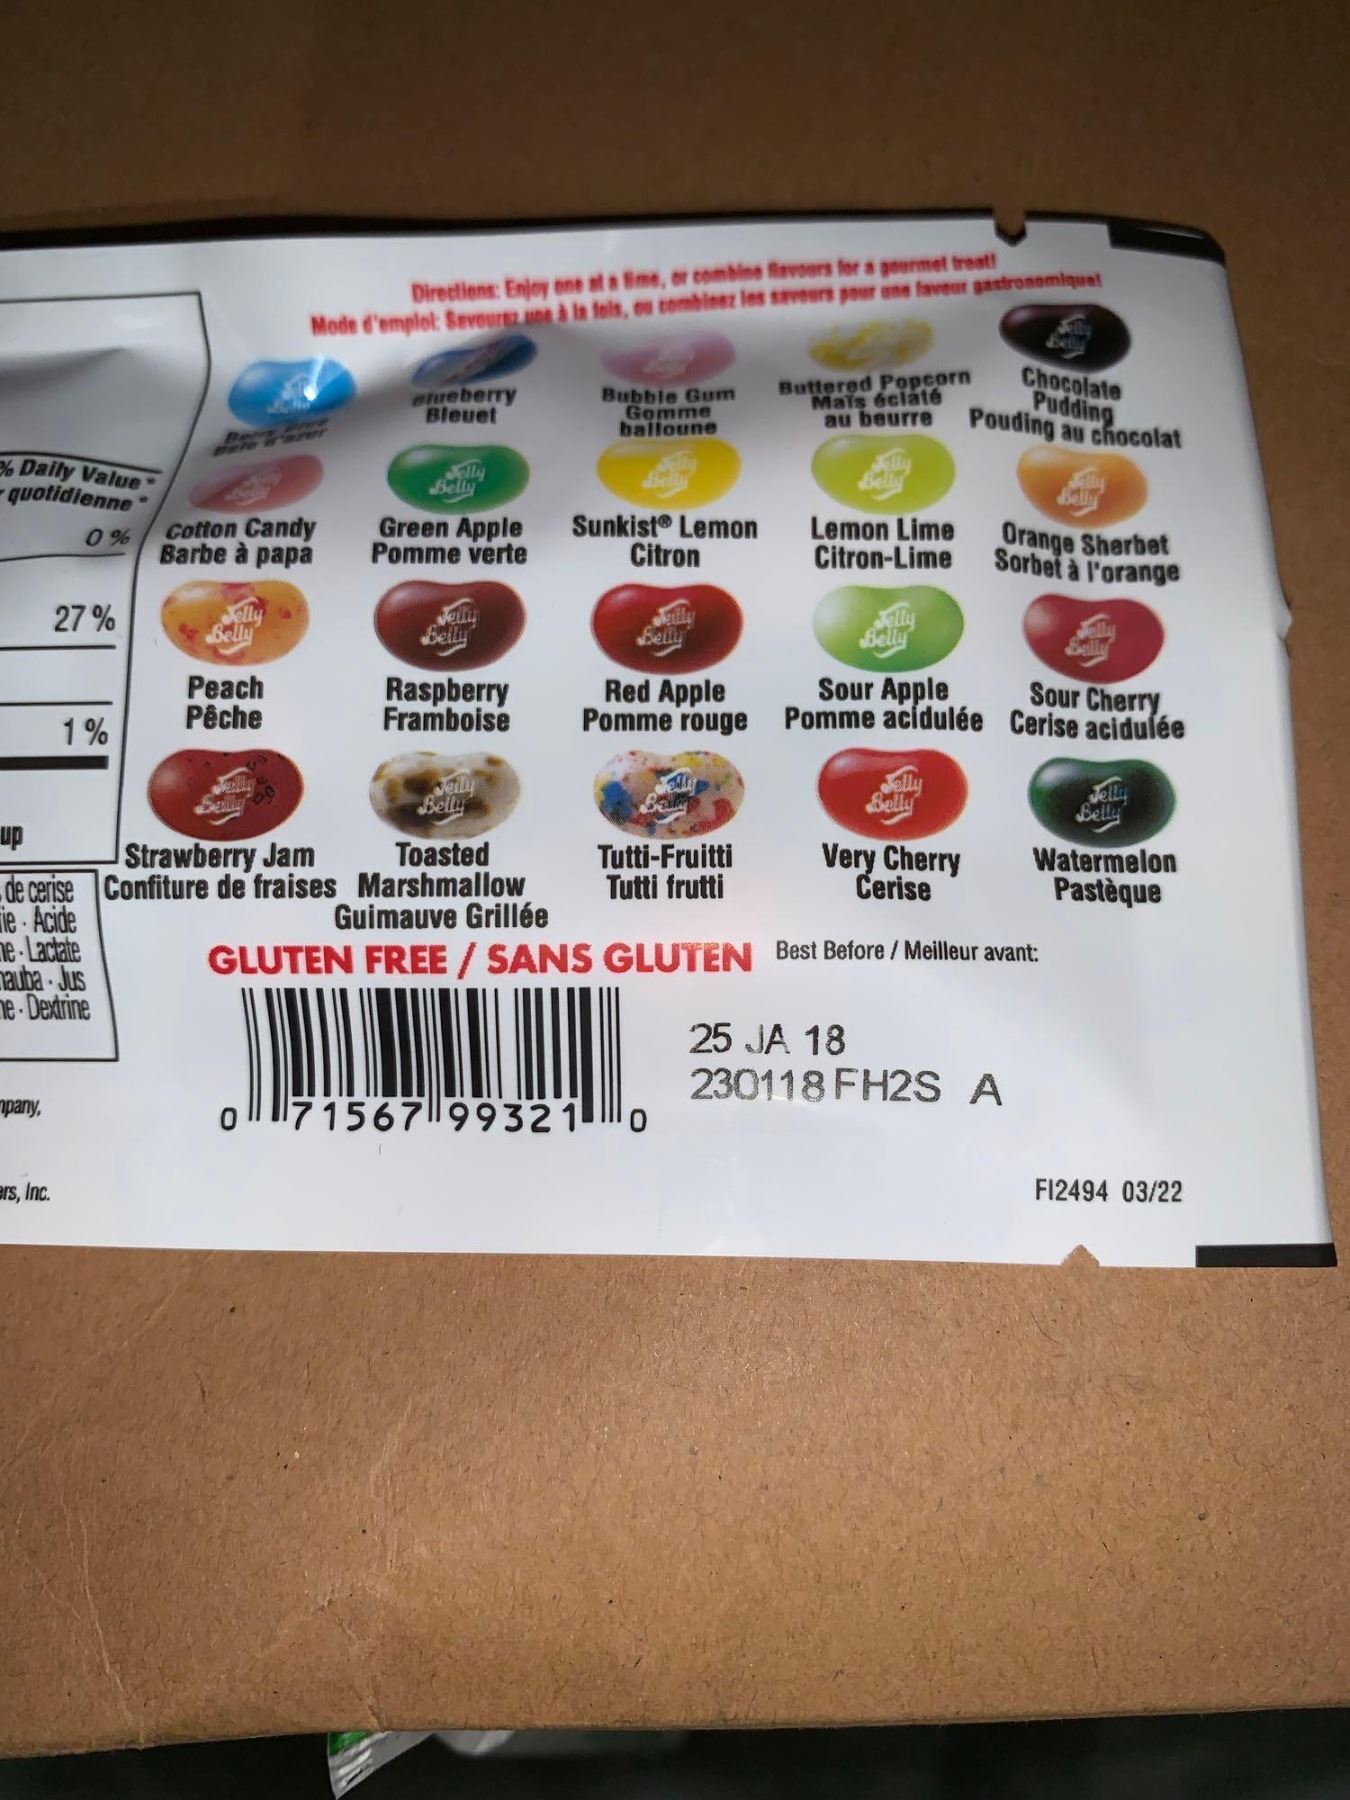 Directions: Enjoy one at a time, or combine flavours for a gourmet treat!
Mode d'emploi: Savourez une à la fois, ou combinez les saveurs pour une faveur gastronomique!
Berry Blue
Baie d'azur
Blueberry
Bleuet
Bubble Gum
Gomme
balloune
Buttered Popcorn
Maïs éclaté
au beurre
Chocolate
Pudding
Pouding au chocolat
% Daily Value*
quotidienne*
0 %
27 %
1 %
Jelly
Belly
Cotton Candy
Barbe à papa
Green Apple
Pomme verte
Sunkist® Lemon
Citron
Lemon Lime
Citron-Lime
Orange Sherbet
Sorbet à l'orange
Peach
Pêche
Raspberry
Framboise
Red Apple
Pomme rouge
Sour Apple
Pomme acidulée
Sour Cherry
Cerise acidulée
Strawberry Jam
Confiture de fraises
Toasted
Marshmallow
Guimauve Grillée
Tutti-Fruitti
Tutti frutti
Very Cherry
Cerise
Watermelon
Pastèque
up
de cerise
Acide
Lactate
Jus
Dextrine
GLUTEN FREE / SANS GLUTEN
Best Before / Meilleur avant:
25 JA 18
230118 FH2S A
0 71567 99321 0
Inc.
FI2494 03/22